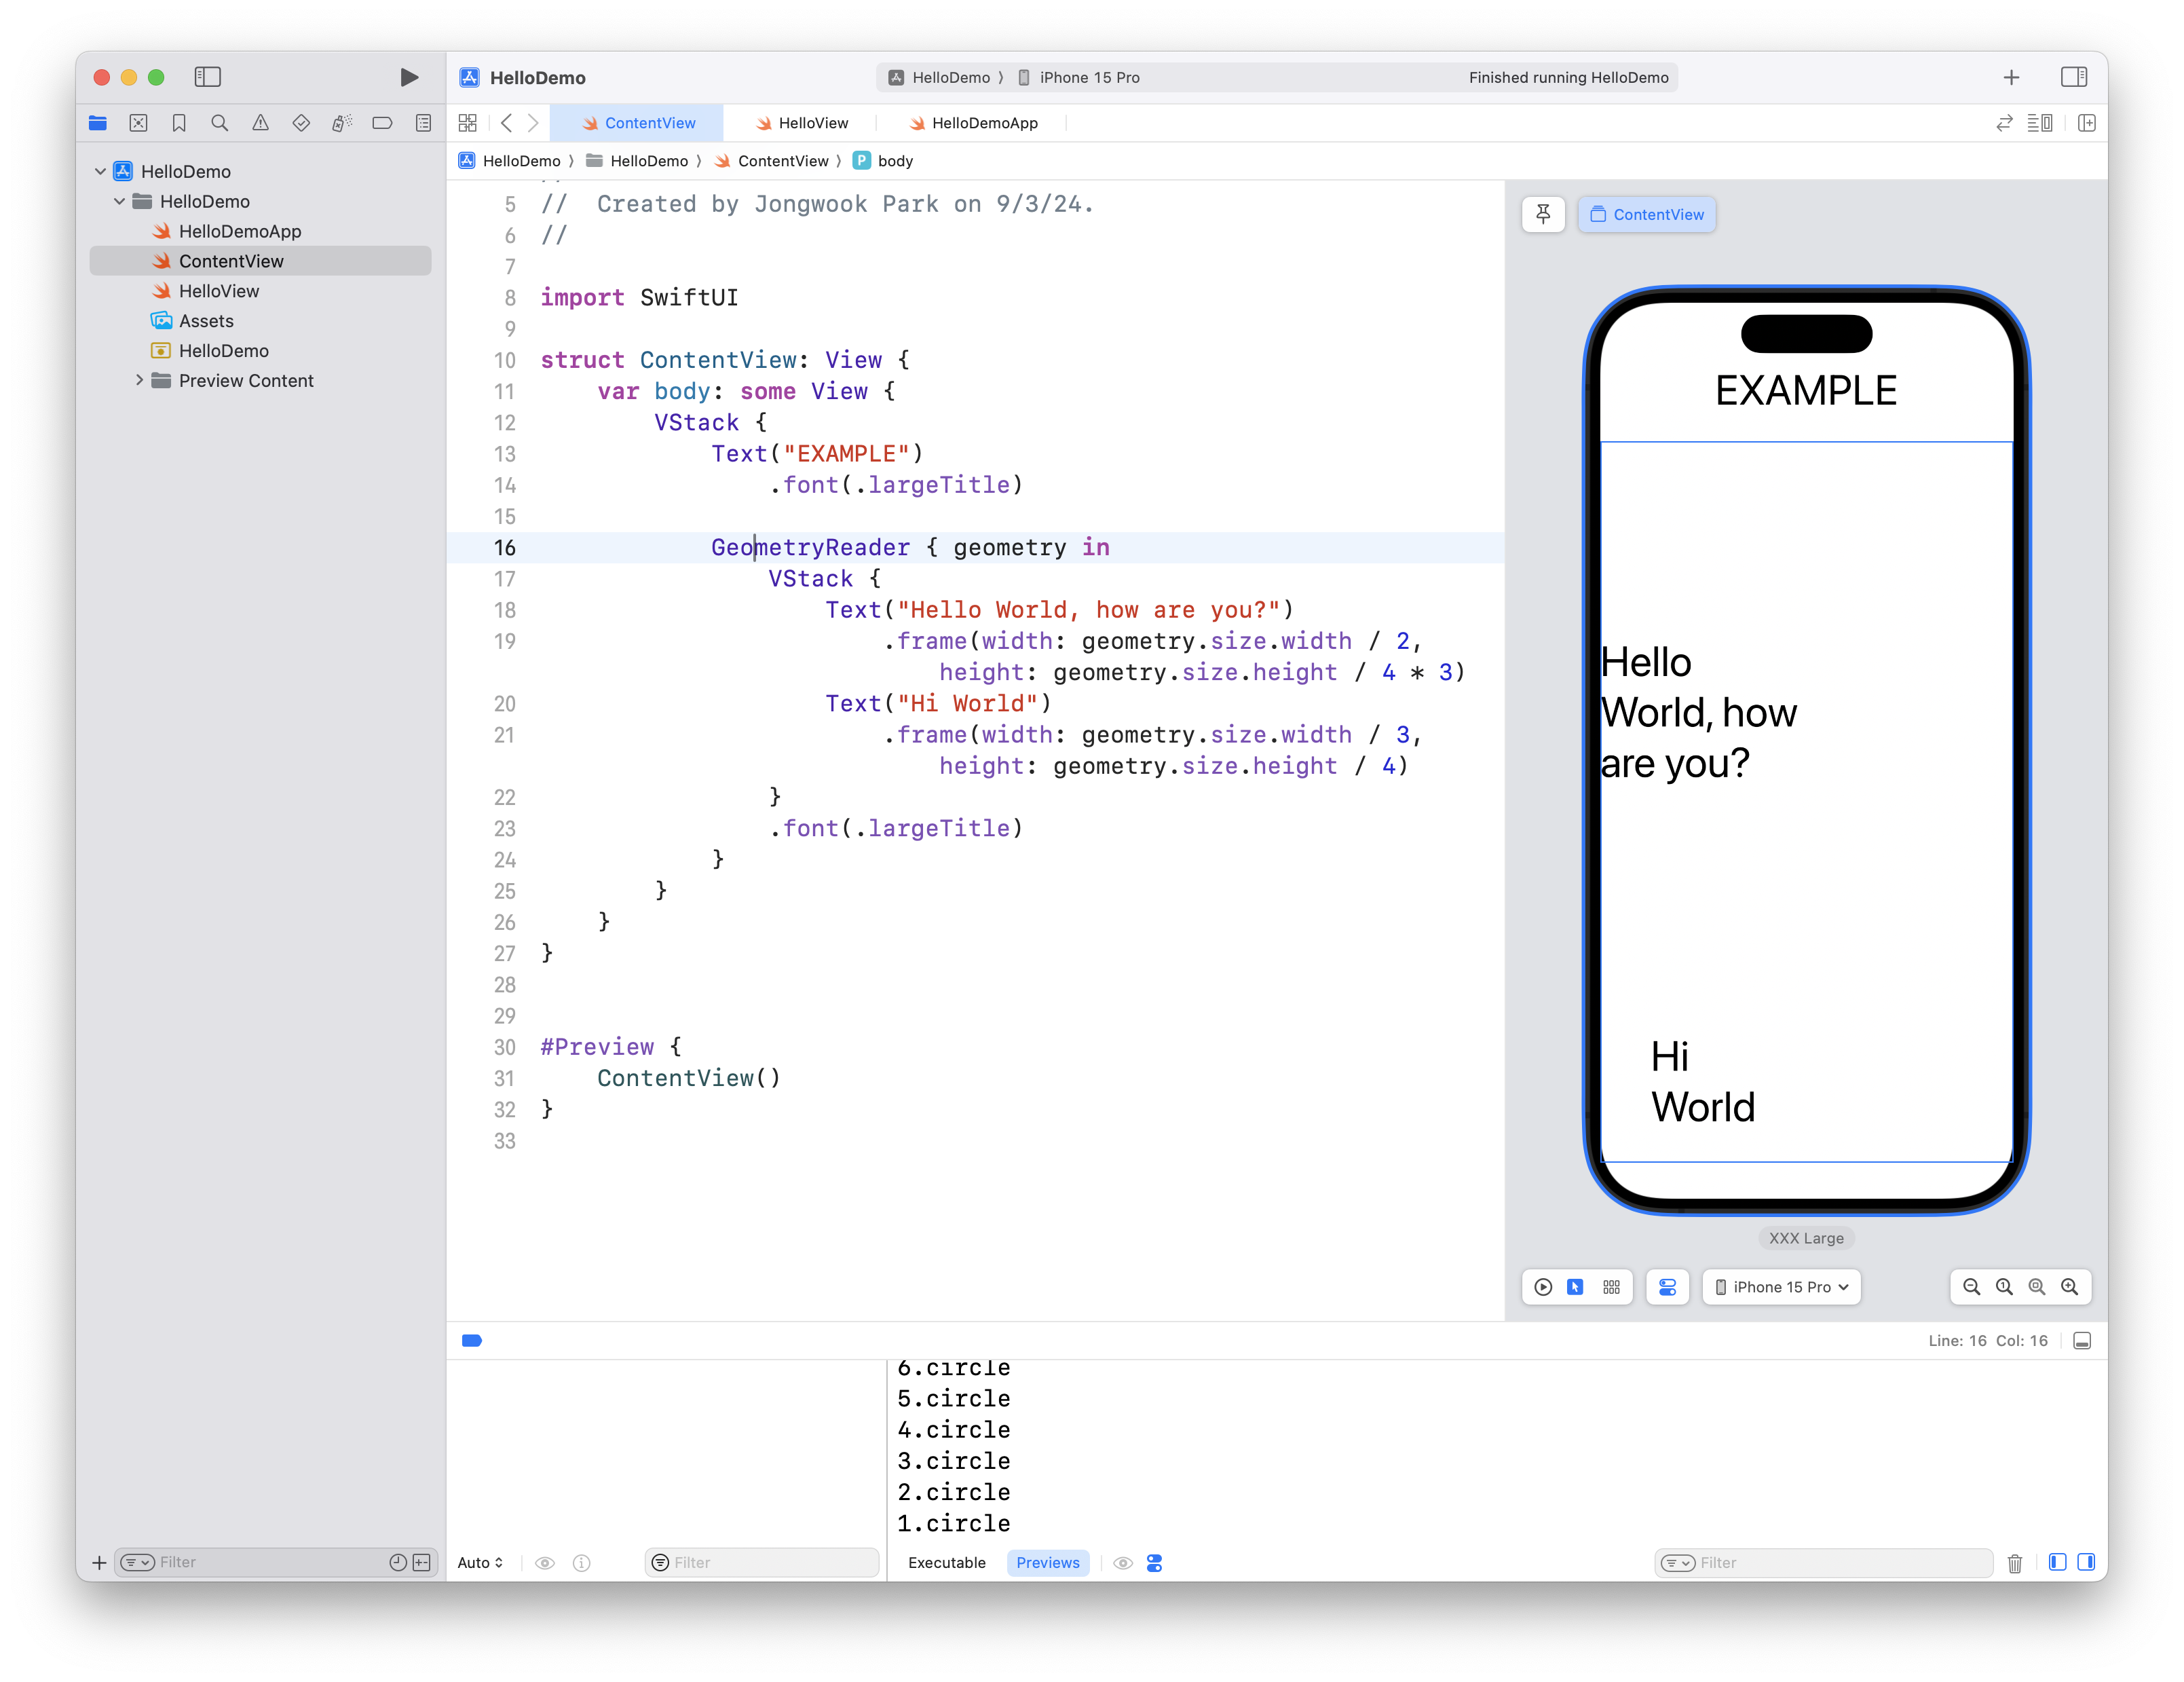 HelloDemo
HelloDemo
iPhone 15 Pro
Finished running HelloDemo
ContentView
HelloView
HelloDemoApp
HelloDemo
HelloDemo
ContentView
P
body
HelloDemo
HelloDemo
HelloDemoApp
ContentView
HelloView
Assets
HelloDemo
Preview Content
5 //  Created by Jongwook Park on 9/3/24.
6 //
7
8 import SwiftUI
9
10 struct ContentView: View {
11     var body: some View {
12         VStack {
13             Text("EXAMPLE")
14                 .font(.largeTitle)
15
16             GeometryReader { geometry in
17                 VStack {
18                     Text("Hello World, how are you?")
19                         .frame(width: geometry.size.width / 2,
                            height: geometry.size.height / 4 * 3)
20                     Text("Hi World")
21                         .frame(width: geometry.size.width / 3,
                            height: geometry.size.height / 4)
22                 }
23                 .font(.largeTitle)
24             }
25         }
26     }
27 }
28
29
30 #Preview {
31     ContentView()
32 }
33
ContentView
EXAMPLE
Hello
World, how
are you?
Hi
World
XXX Large
iPhone 15 Pro
Line: 16 Col: 16
6.circle
5.circle
4.circle
3.circle
2.circle
1.circle
Filter
Auto
Filter
Executable
Previews
Filter